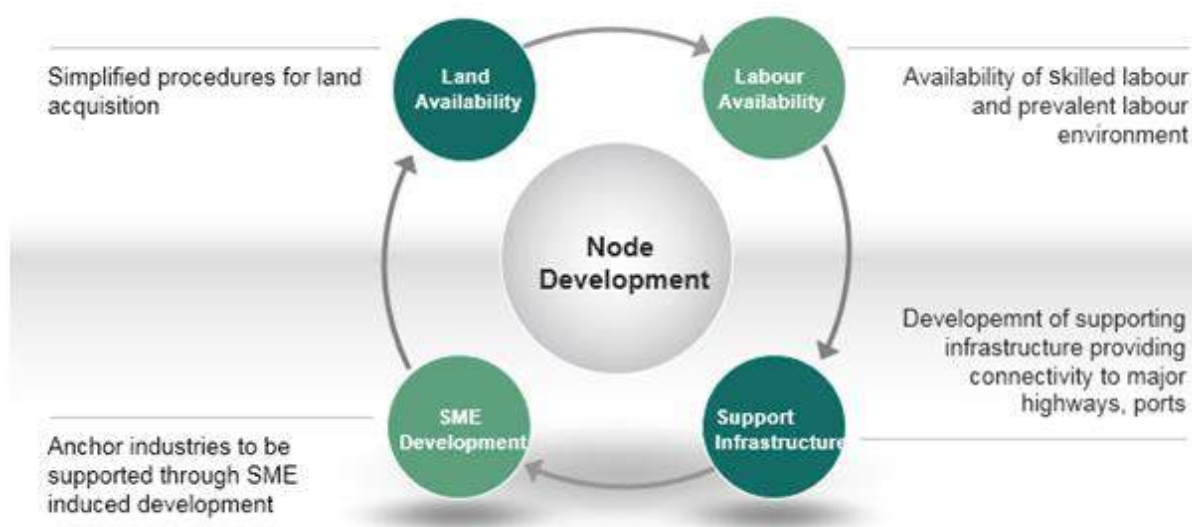 Simplified procedures for land
acquisition
Land
Availability
Labour
Availability
Availability of skilled labour
and prevalent labour
environment
Node
Development
Anchor industries to be
supported through SME
induced development
SME
Development
Support
Infrastructure
Developemnt of supporting
infrastructure providing
connectivity to major
highways, ports